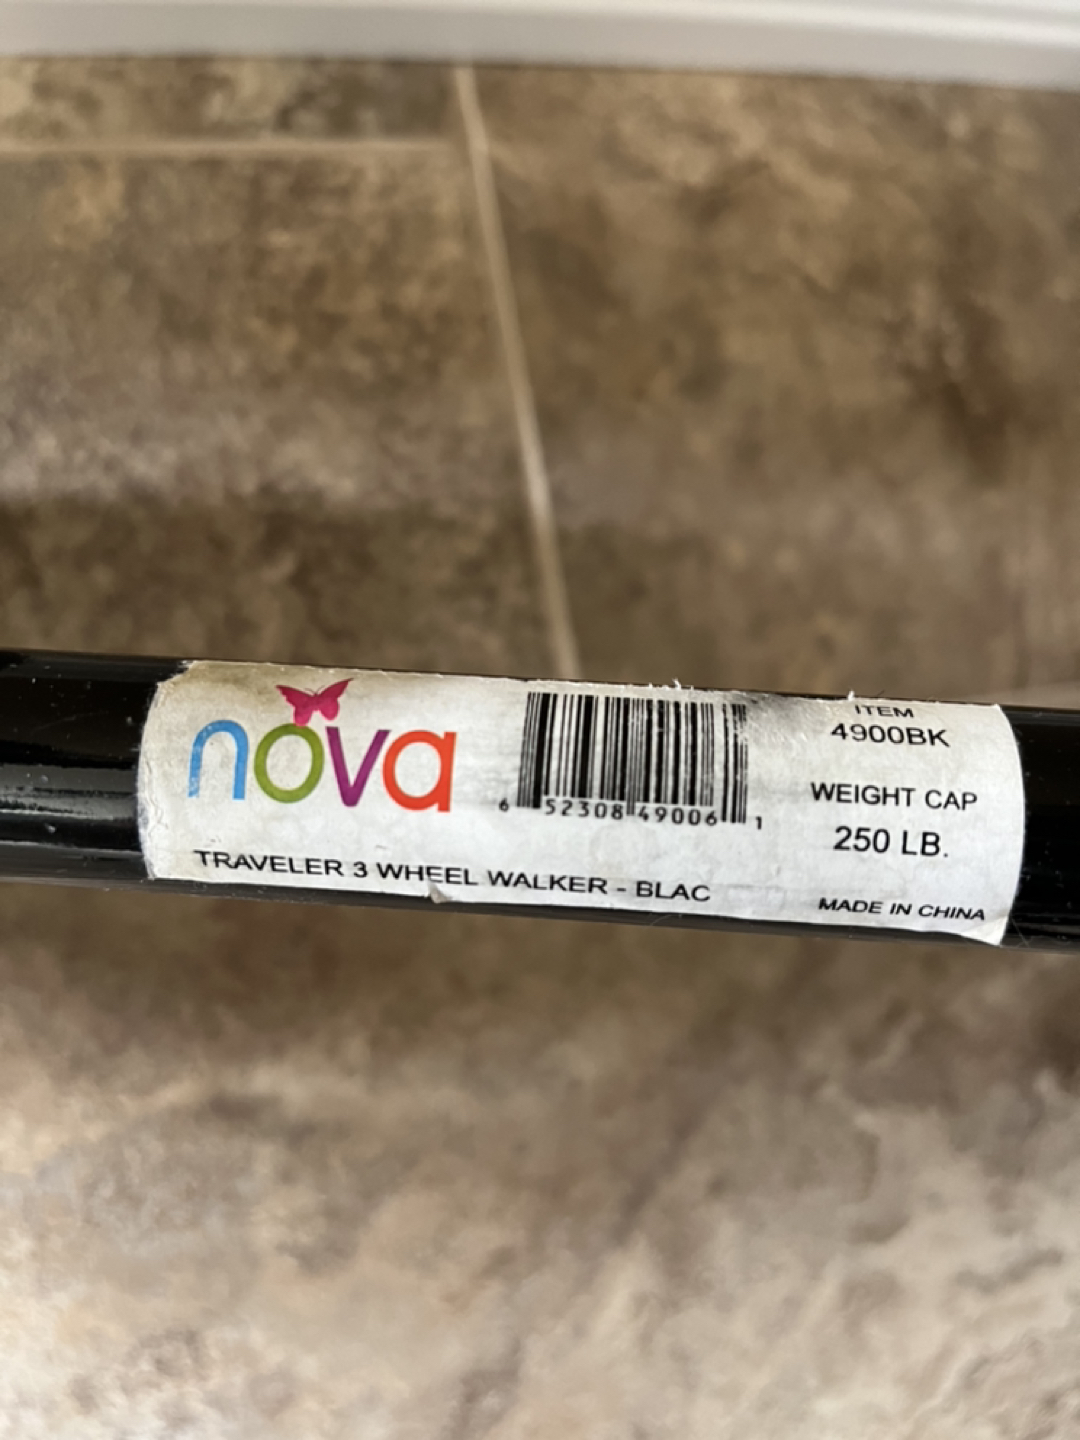 nova
6 52308 49006 1
TRAVELER 3 WHEEL WALKER - BLAC
ITEM
4900BK
WEIGHT CAP
250 LB.
MADE IN CHINA